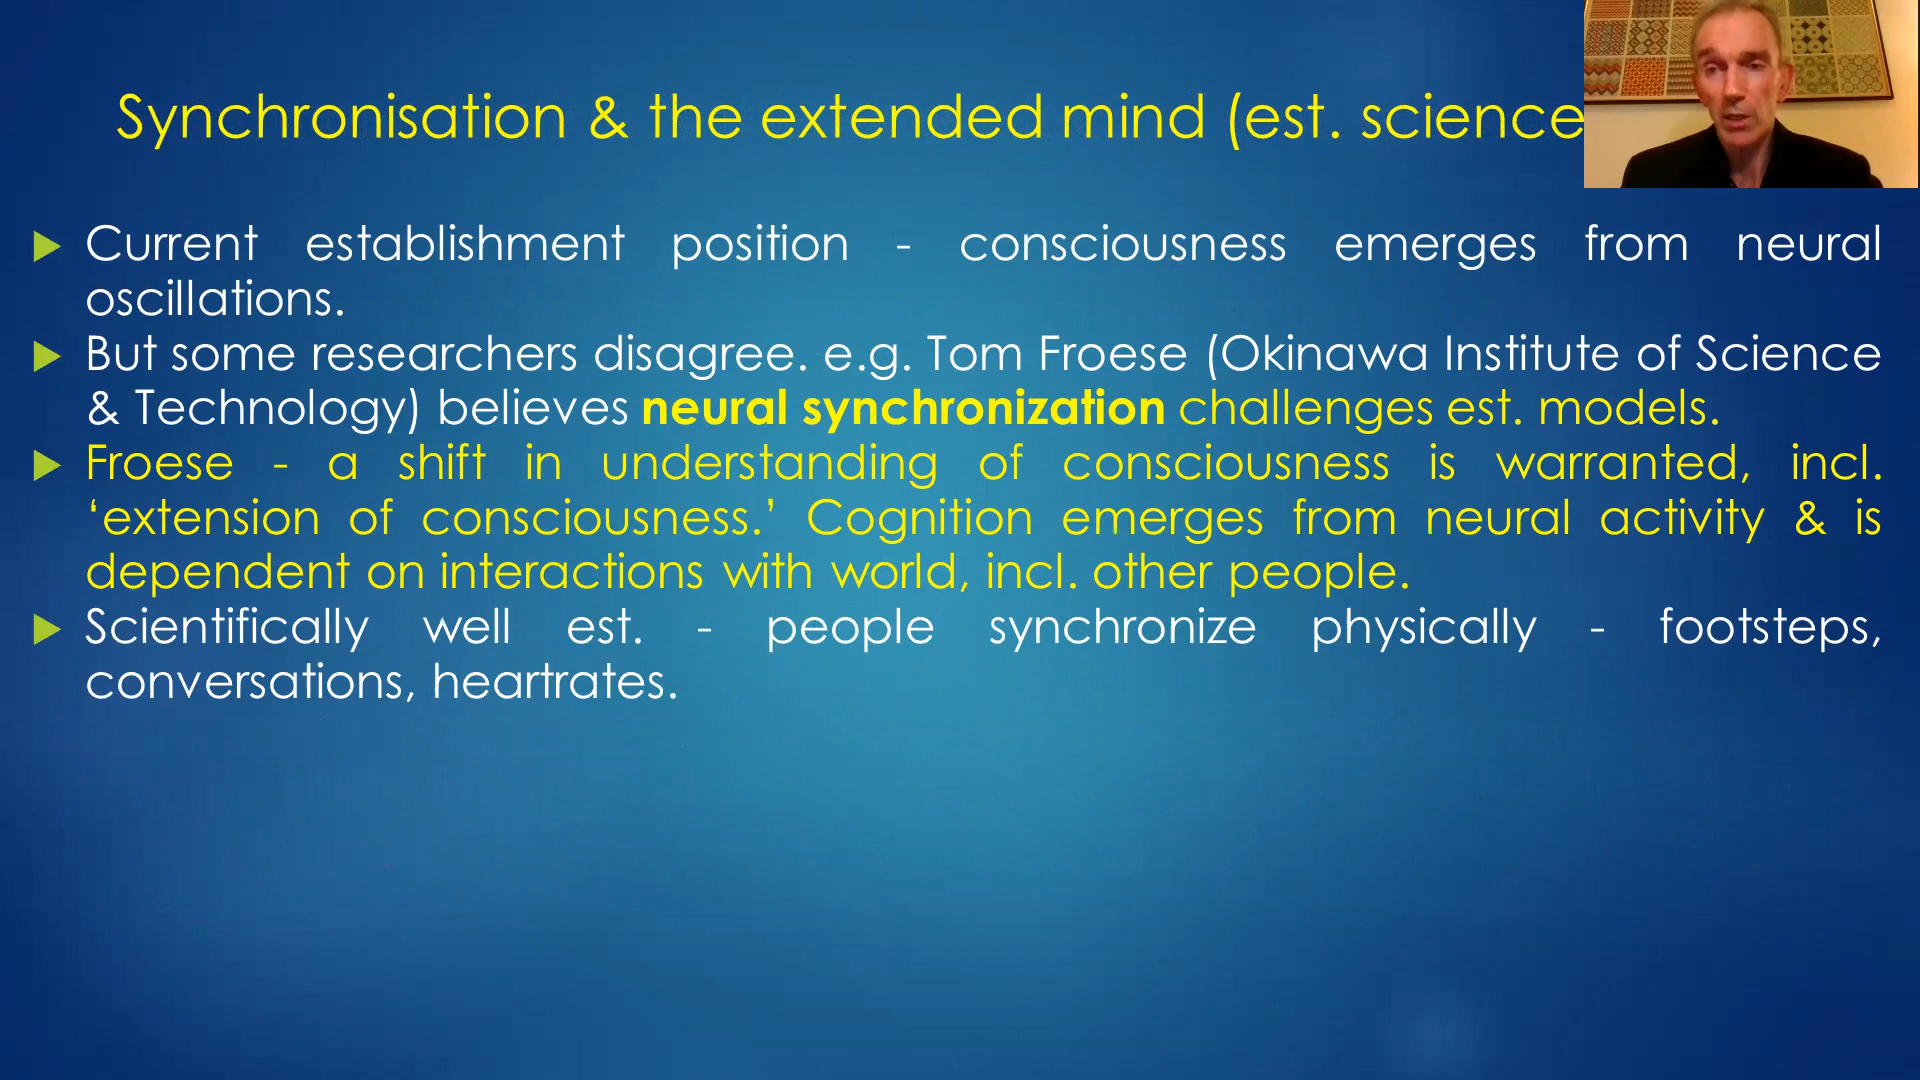 Synchronisation & the extended mind (est. science
Current establishment position - consciousness emerges from neural
oscillations.
But some researchers disagree. e.g. Tom Froese (Okinawa Institute of Science
& Technology) believes neural synchronization challenges est. models.
Froese - a shift in understanding of consciousness is warranted, incl.
‘extension of consciousness.’ Cognition emerges from neural activity & is
dependent on interactions with world, incl. other people.
Scientifically well est. - people synchronize physically - footsteps,
conversations, heartrates.